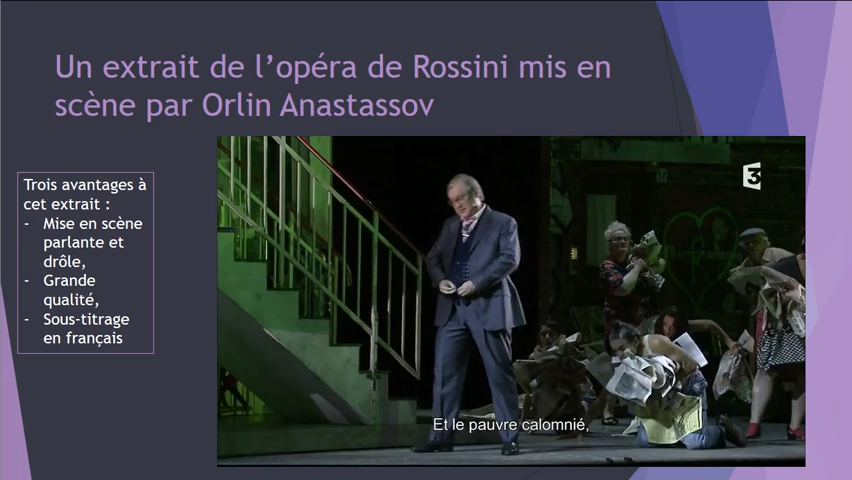 Un extrait de l’opéra de Rossini mis en
scène par Orlin Anastassov
Trois avantages à
cet extrait :
- Mise en scène
parlante et
drôle,
- Grande
qualité,
- Sous-titrage
en français
3
Et le pauvre calomnié,